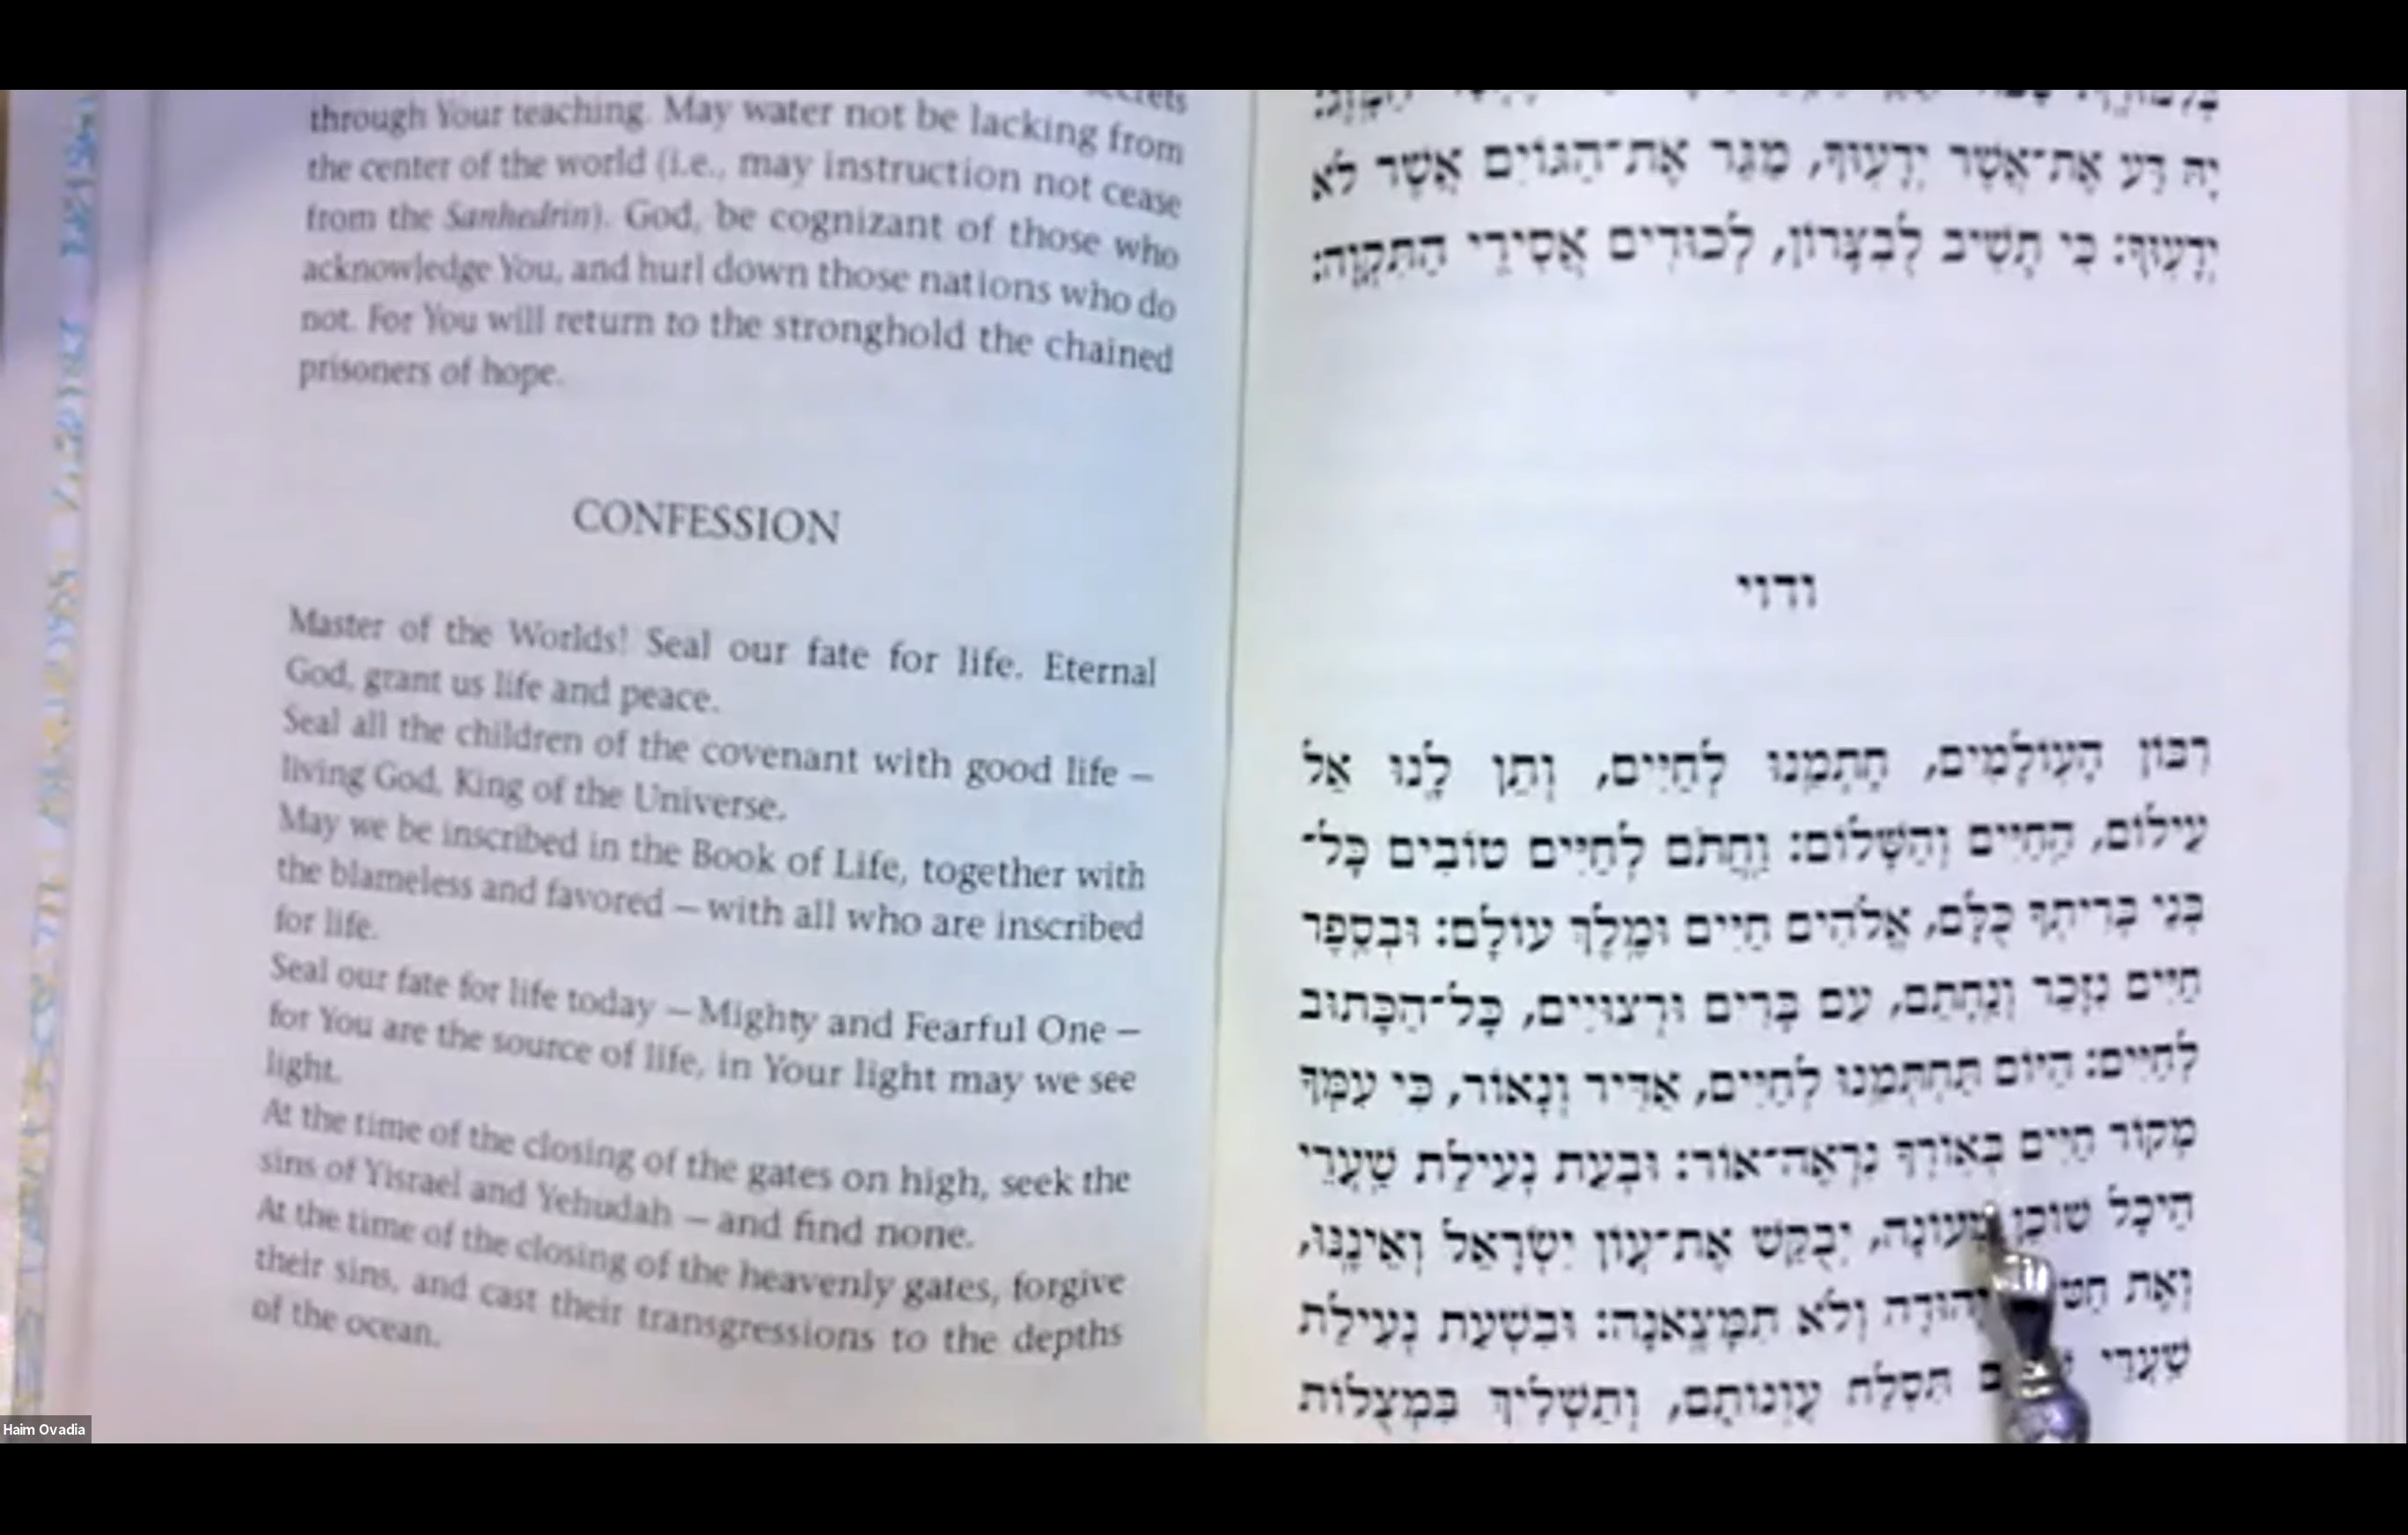 through Your teaching. May water not be lacking from
the center of the world (i.e., may instruction not cease
from the Sanhedrin). God, be cognizant of those who
acknowledge You, and hurl down those nations who do
not. For You will return to the stronghold the chained
prisoners of hope.
CONFESSION
Master of the Worlds! Seal our fate for life. Eternal
God, grant us life and peace.
Seal all the children of the covenant with good life –
living God, King of the Universe.
May we be inscribed in the Book of Life, together with
the blameless and favored – with all who are inscribed
for life.
Seal our fate for life today – Mighty and Fearful One –
for You are the source of life, in Your light may we see
light.
At the time of the closing of the gates on high, seek the
sins of Yisrael and Yehudah – and find none.
At the time of the closing of the heavenly gates, forgive
their sins, and cast their transgressions to the depths
of the ocean.
יָהּ דַּע אֶת־אֲשֶׁר יְדָעוּךָ, מַגֵּר אֶת־הַגּוֹיִם אֲשֶׁר לֹא
יְדָעוּךָ: כִּי תָשִׁיב לְבִצָּרוֹן, לְכוּדִים אֲסִירֵי הַתִּקְוָה:
ודוי
רִבּוֹן הָעוֹלָמִים, חָתְמֵנוּ לְחַיִּים, וְתֵן לָנוּ אֵל
עֵילוֹם, הַחַיִּים וְהַשָּׁלוֹם: וַחֲתֹם לְחַיִּים טוֹבִים כָּל־
בְּנֵי בְרִיתְךָ כֻּלָּם, אֱלֹהִים חַיִּים וּמֶלֶךְ עוֹלָם: וּבְסֵפֶר
חַיִּים נִזָּכֵר וְנֵחָתֵם, עִם בָּרִים וּרְצוּיִים, כָּל־הַכָּתוּב
לְחַיִּים: הַיּוֹם תַּחְתְּמֵנוּ לְחַיִּים, אַדִּיר וְנָאוֹר, כִּי עִמְּךָ
מְקוֹר חַיִּים בְּאוֹרְךָ נִרְאֶה־אוֹר: וּבְעֵת נְעִילַת שַׁעֲרֵי
הֵיכַל שׁוֹכֵן מְעוֹנָה, יְבֻקַּשׁ אֶת־עֲוֹן יִשְׂרָאֵל וְאֵינֶנּוּ,
וְאֶת יְהוּדָה וְלֹא תִמָּצֶאנָה: וּבִשְׁעַת נְעִילַת
שַׁעֲרֵי תִּסְלַח עֲוֹנוֹתָם, וְתַשְׁלִיךְ בִּמְצֻלוֹת
Haim Ovadia